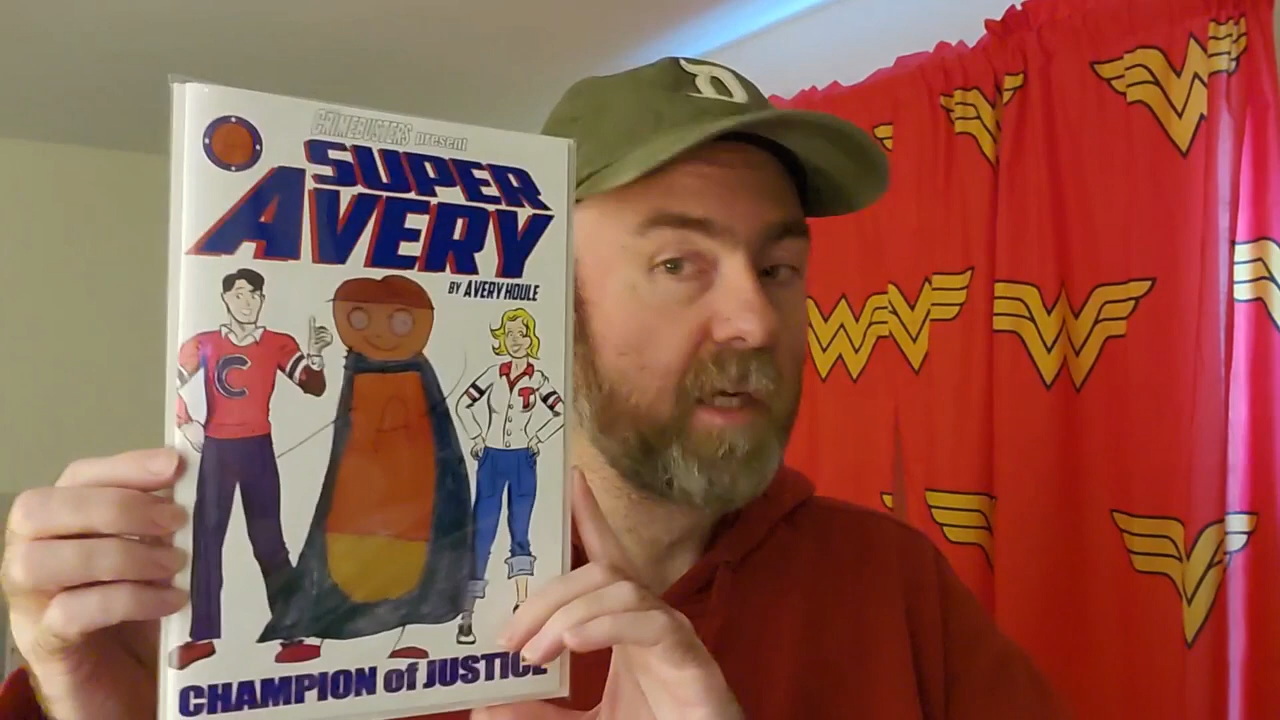 CRIMEBUSTERS present
SUPER
AVERY
BY AVERY HOULE
C
T
CHAMPION of JUSTICE
D